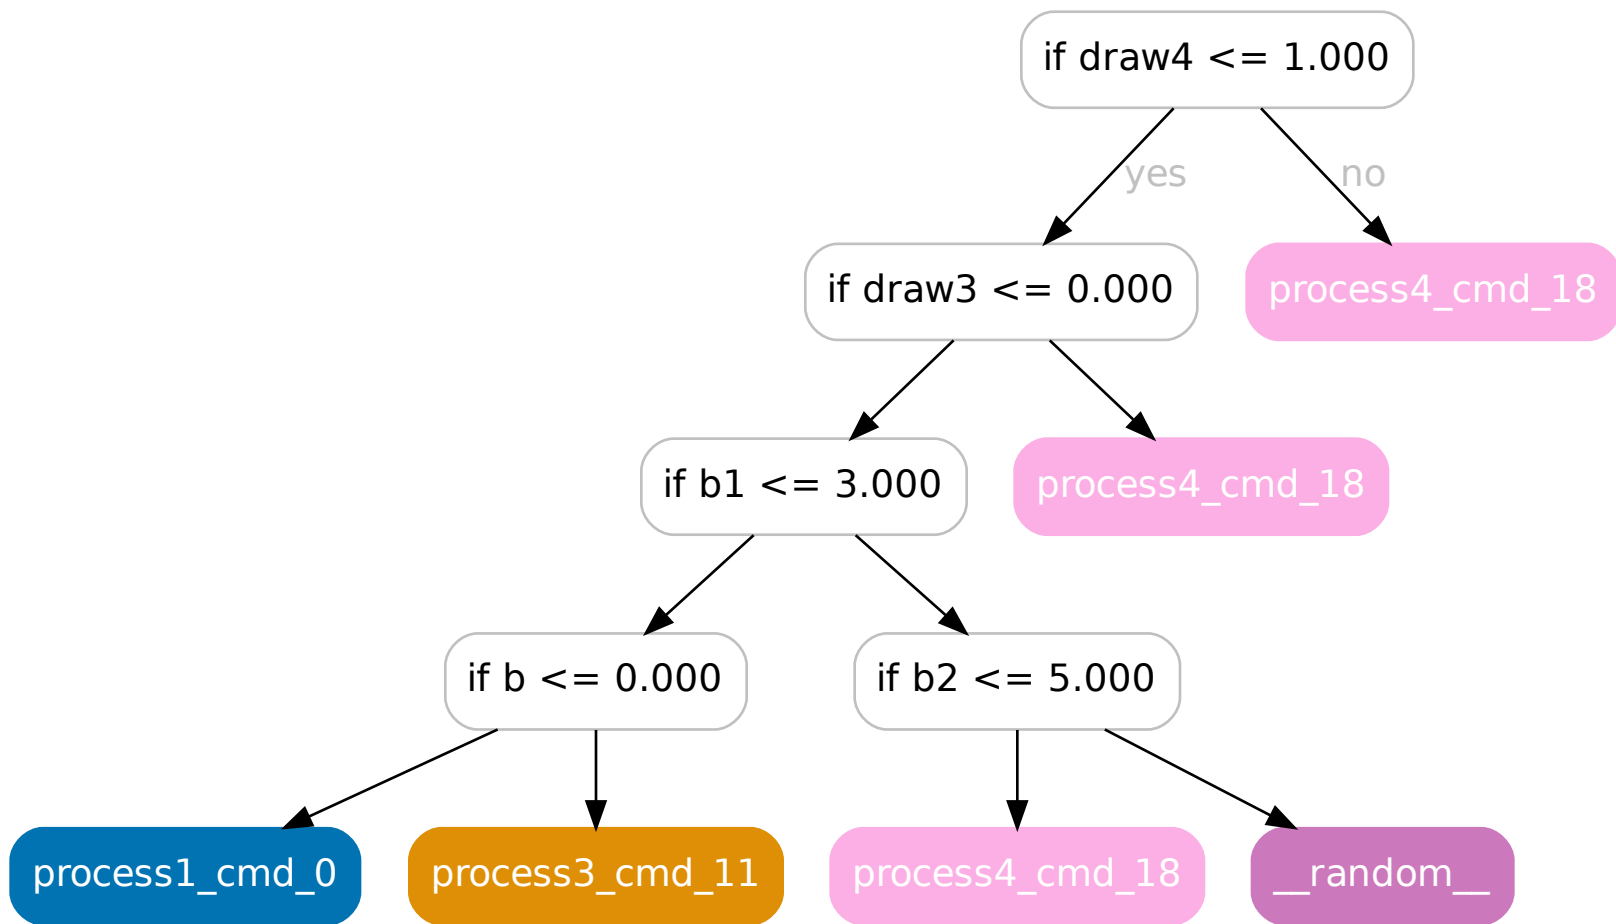 if draw4 <= 1.000
yes
no
if draw3 <= 0.000
process4_cmd_18
if b1 <= 3.000
process4_cmd_18
if b <= 0.000
if b2 <= 5.000
process1_cmd_0
process3_cmd_11
process4_cmd_18
__random__